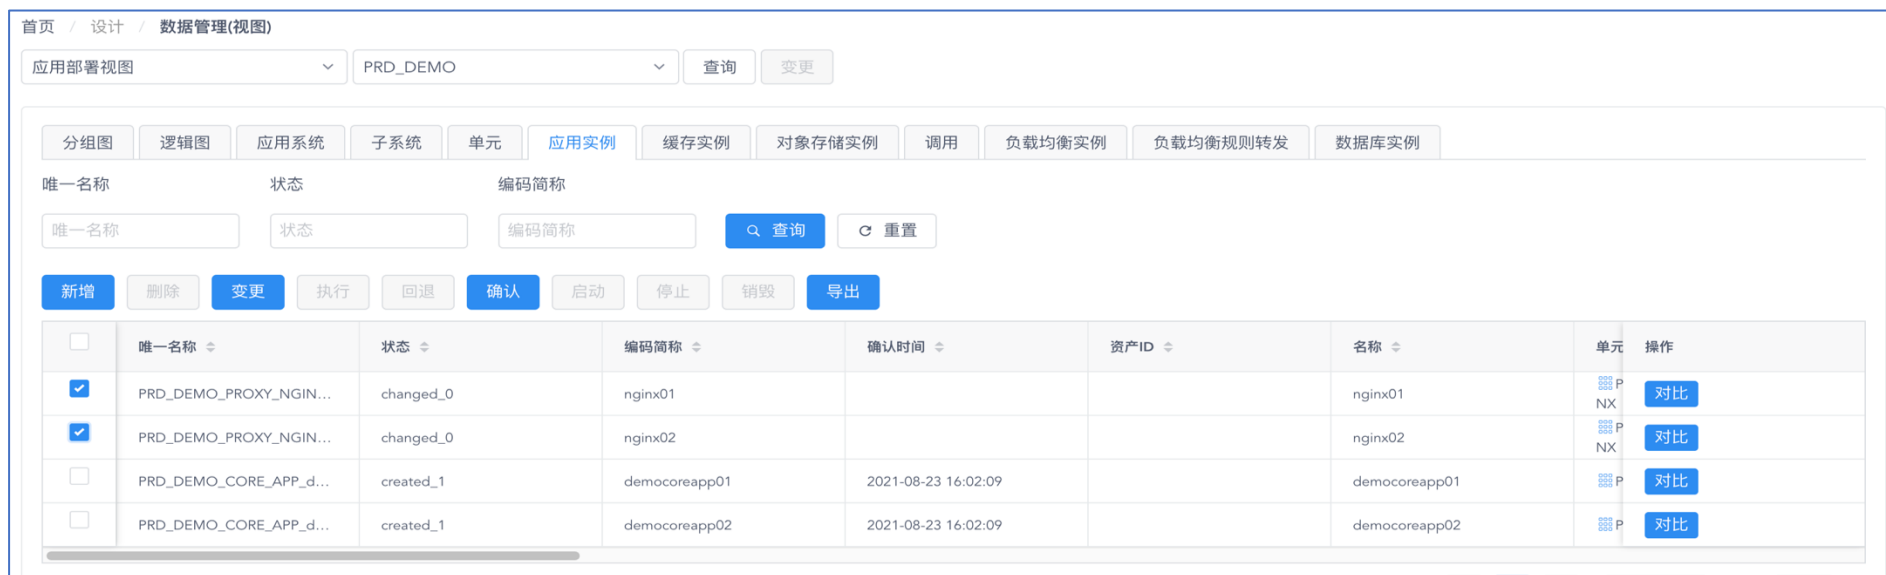 首页 / 设计 / 数据管理(视图)
应用部署视图 PRD_DEMO 查询 变更
分组图 逻辑图 应用系统 子系统 单元 应用实例 缓存实例 对象存储实例 调用 负载均衡实例 负载均衡规则转发 数据库实例
唯一名称 状态 编码简称
唯一名称 状态 编码简称 查询 重置
新增 删除 变更 执行 回退 确认 启动 停止 销毁 导出
唯一名称 状态 编码简称 确认时间 资产ID 名称 单元 操作
PRD_DEMO_PROXY_NGIN... changed_0 nginx01 nginx01 P 对比
NX
PRD_DEMO_PROXY_NGIN... changed_0 nginx02 nginx02 P 对比
NX
PRD_DEMO_CORE_APP_d... created_1 democoreapp01 2021-08-23 16:02:09 democoreapp01 P 对比
PRD_DEMO_CORE_APP_d... created_1 democoreapp02 2021-08-23 16:02:09 democoreapp02 P 对比